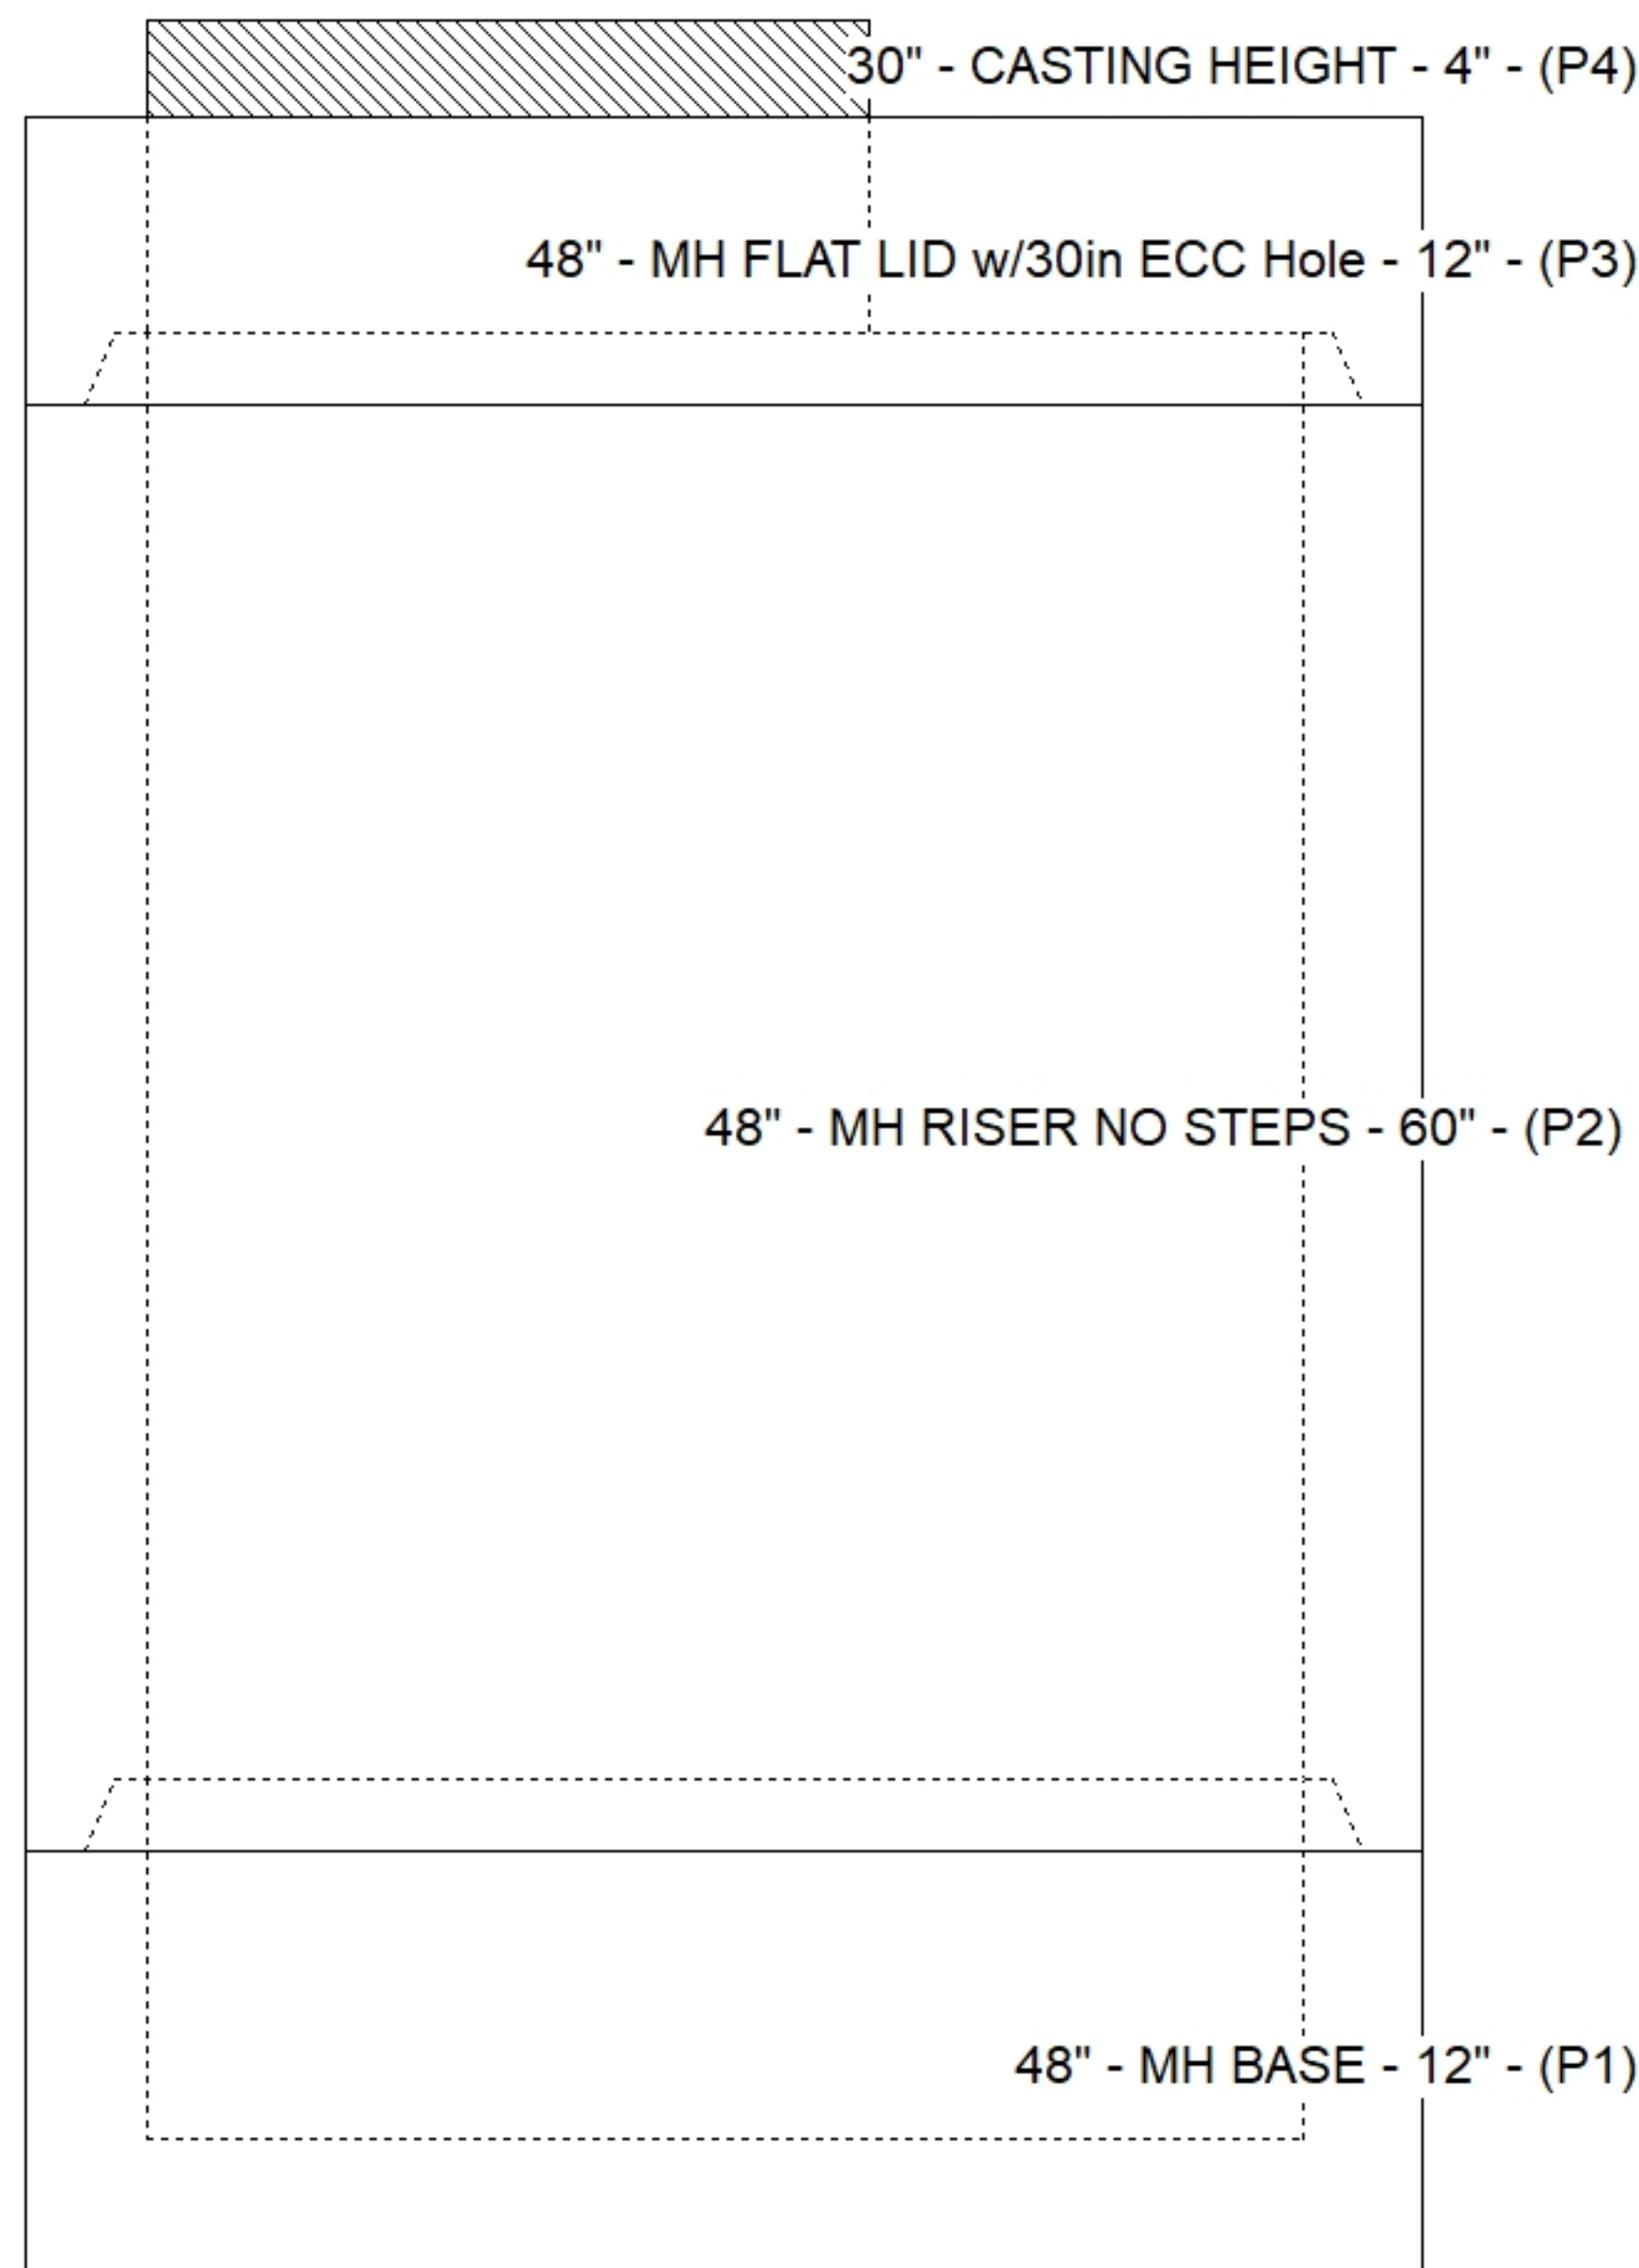 30" - CASTING HEIGHT - 4" - (P4)
48" - MH FLAT LID w/30in ECC Hole - 12" - (P3)
48" - MH RISER NO STEPS - 60" - (P2)
48" - MH BASE - 12" - (P1)